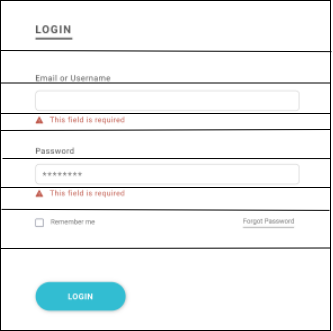 LOGIN
Email or Username
This field is required
Password
********
This field is required
Remember me
Forgot Password
LOGIN